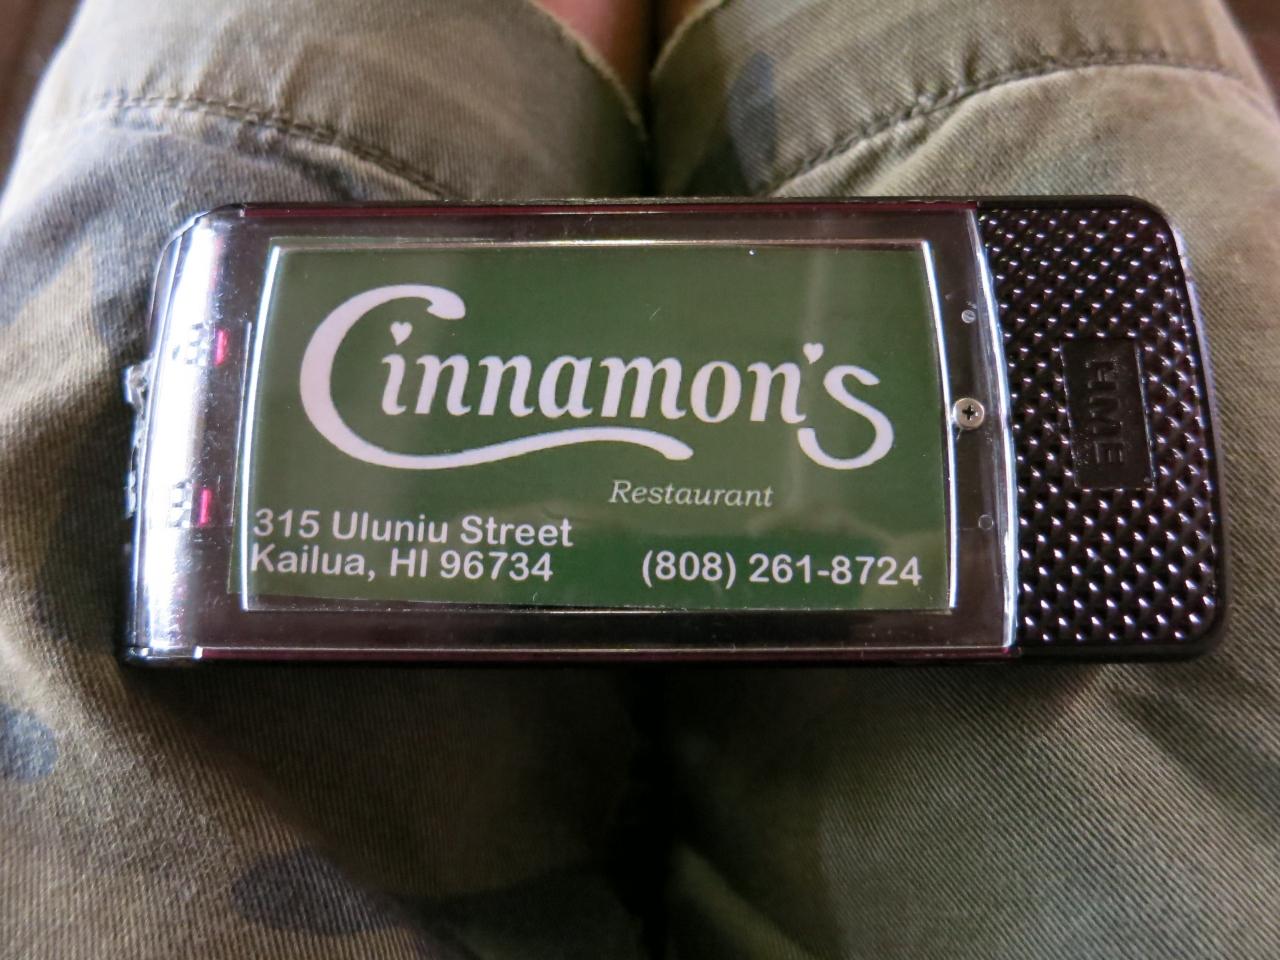 Cinnamon's
Restaurant
315 Uluniu Street
Kailua, HI 96734 (808) 261-8724